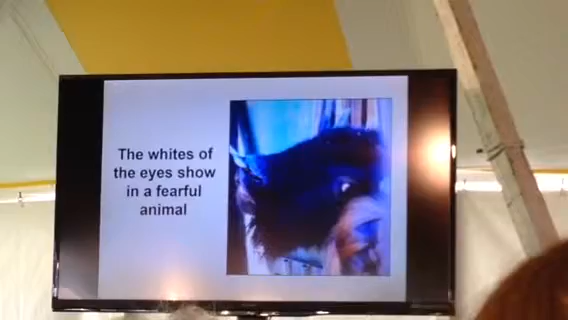 The whites of
the eyes show
in a fearful
animal